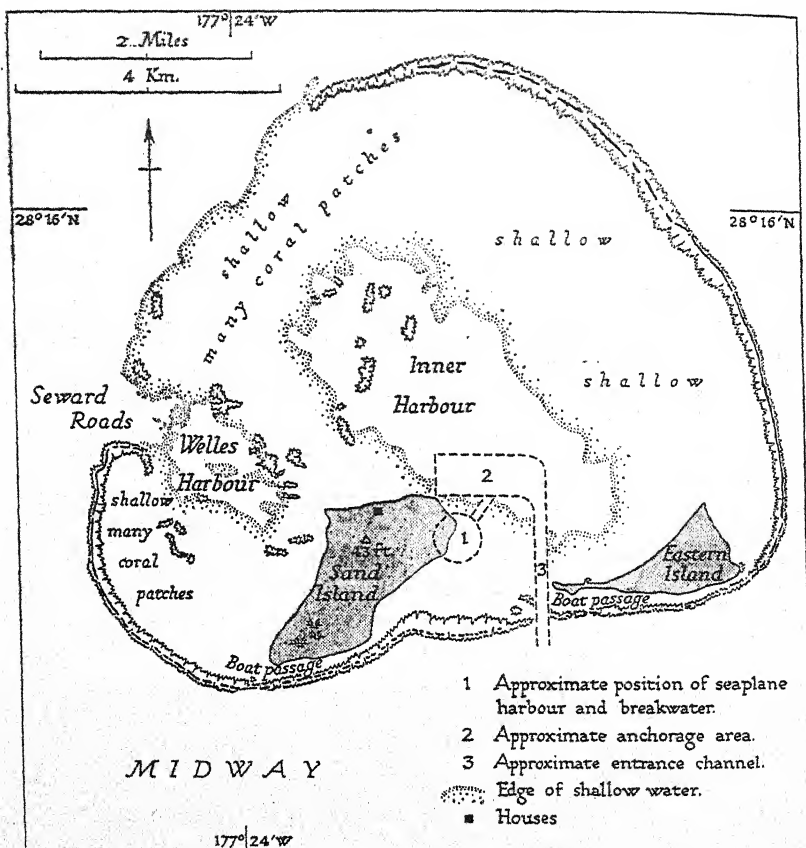 177° 24'W
2 Miles
4 Km.
28° 16'N
28° 16'N
shallow
many coral patches
shallow
shallow
Inner
Harbour
Seward
Roads
Welles
Harbour
shallow
many
coral
patches
2
1
3
43 ft.
Sand
Island
Eastern
Island
Boat passage
Boat passage
1 Approximate position of seaplane
harbour and breakwater.
2 Approximate anchorage area.
3 Approximate entrance channel.
Edge of shallow water.
Houses
MIDWAY
177° 24'W